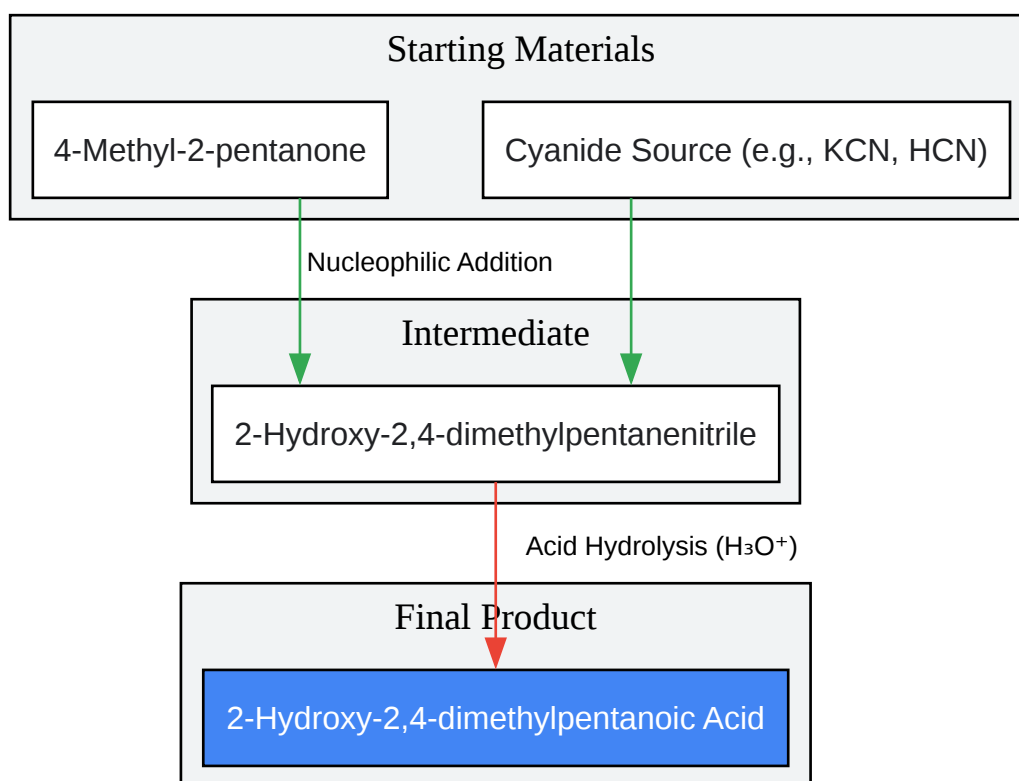 Starting Materials
4-Methyl-2-pentanone
Cyanide Source (e.g., KCN, HCN)
Nucleophilic Addition
Intermediate
2-Hydroxy-2,4-dimethylpentanenitrile
Acid Hydrolysis (H₃O⁺)
Final Product
2-Hydroxy-2,4-dimethylpentanoic Acid